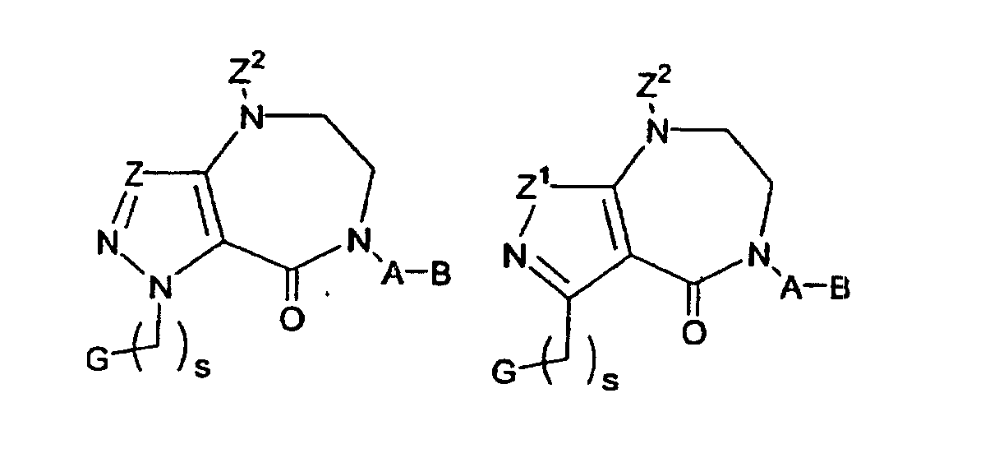 Z² Z²
N N
Z Z¹
N N N N
N A-B A-B
O O
G ( )s G ( )s